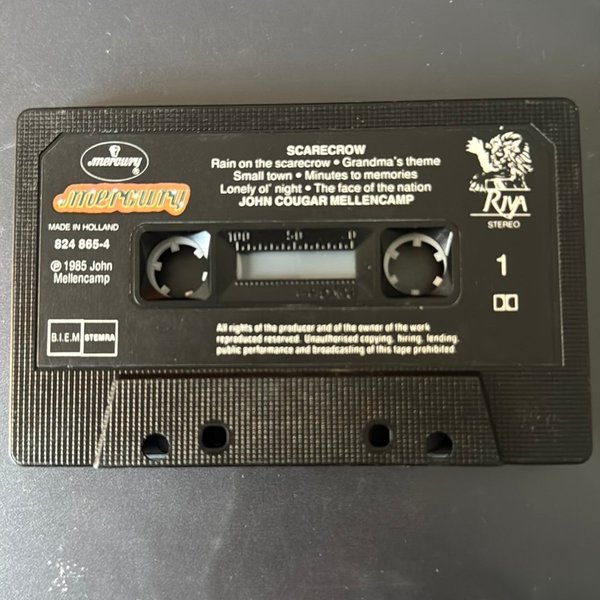 mercury
®
mercury
MADE IN HOLLAND
824 865-4
℗ 1985 John
Mellencamp
B.I.E.M. STEMRA
SCARECROW
Rain on the scarecrow • Grandma's theme
Small town • Minutes to memories
Lonely ol' night • The face of the nation
JOHN COUGAR MELLENCAMP
100 50 0
RIVA
STEREO
1
All rights of the producer and of the owner of the work
reproduced reserved. Unauthorised copying, hiring, lending,
public performance and broadcasting of this tape prohibited.